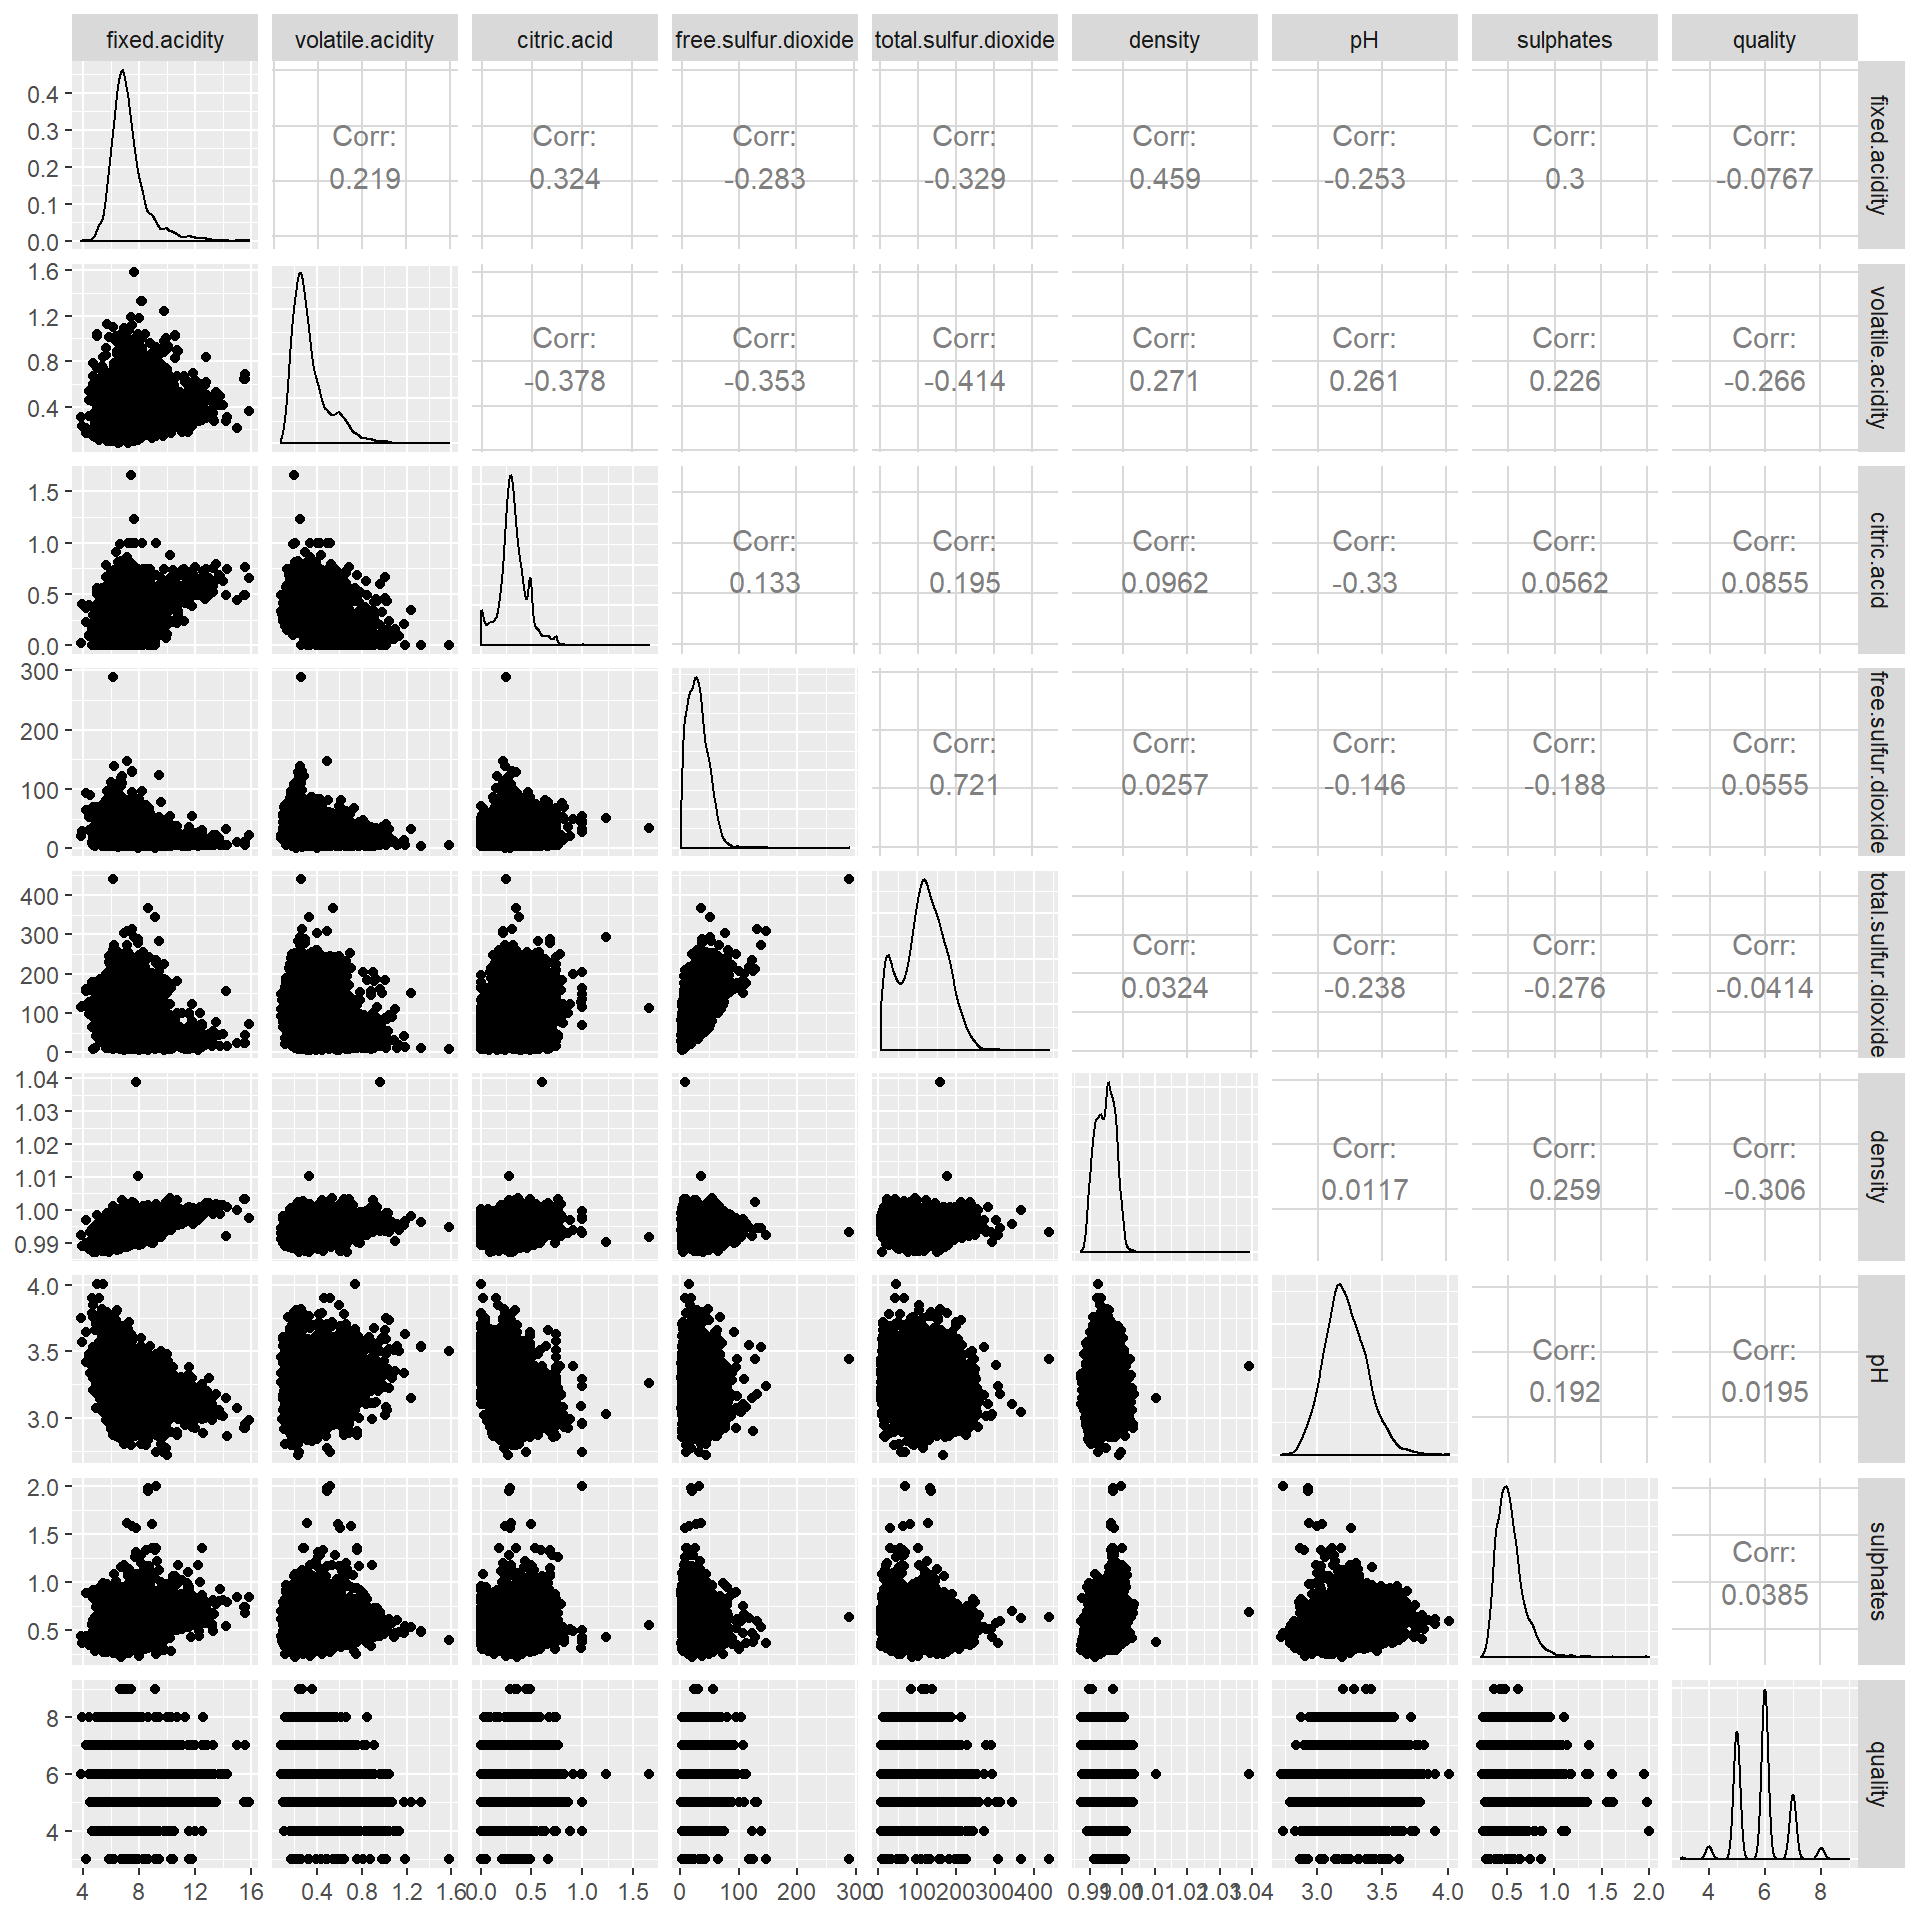 fixed.acidity volatile.acidity citric.acid free.sulfur.dioxide total.sulfur.dioxide density pH sulphates quality
0.4
0.3
0.2
0.1
0.0
Corr: Corr: Corr: Corr: Corr: Corr: Corr: Corr:
0.219 0.324 -0.283 -0.329 0.459 -0.253 0.3 -0.0767
fixed.acidity
1.6
1.2
0.8
0.4
Corr: Corr: Corr: Corr: Corr: Corr: Corr:
-0.378 -0.353 -0.414 0.271 0.261 0.226 -0.266
volatile.acidity
1.5
1.0
0.5
0.0
Corr: Corr: Corr: Corr: Corr: Corr:
0.133 0.195 0.0962 -0.33 0.0562 0.0855
citric.acid
300
200
100
0
Corr: Corr: Corr: Corr: Corr:
0.721 0.0257 -0.146 -0.188 0.0555
free.sulfur.dioxide
400
300
200
100
0
Corr: Corr: Corr: Corr:
0.0324 -0.238 -0.276 -0.0414
total.sulfur.dioxide
1.04
1.03
1.02
1.01
1.00
0.99
Corr: Corr: Corr:
0.0117 0.259 -0.306
density
4.0
3.5
3.0
Corr: Corr:
0.192 0.0195
pH
2.0
1.5
1.0
0.5
Corr:
0.0385
sulphates
8
6
4
quality
4 8 12 16 0.4 0.8 1.2 1.6 0.0 0.5 1.0 1.5 0 100 200 300 0 100 200 300 400 0.99 1.00 1.01 1.02 1.03 1.04 3.0 3.5 4.0 0.5 1.0 1.5 2.0 4 6 8